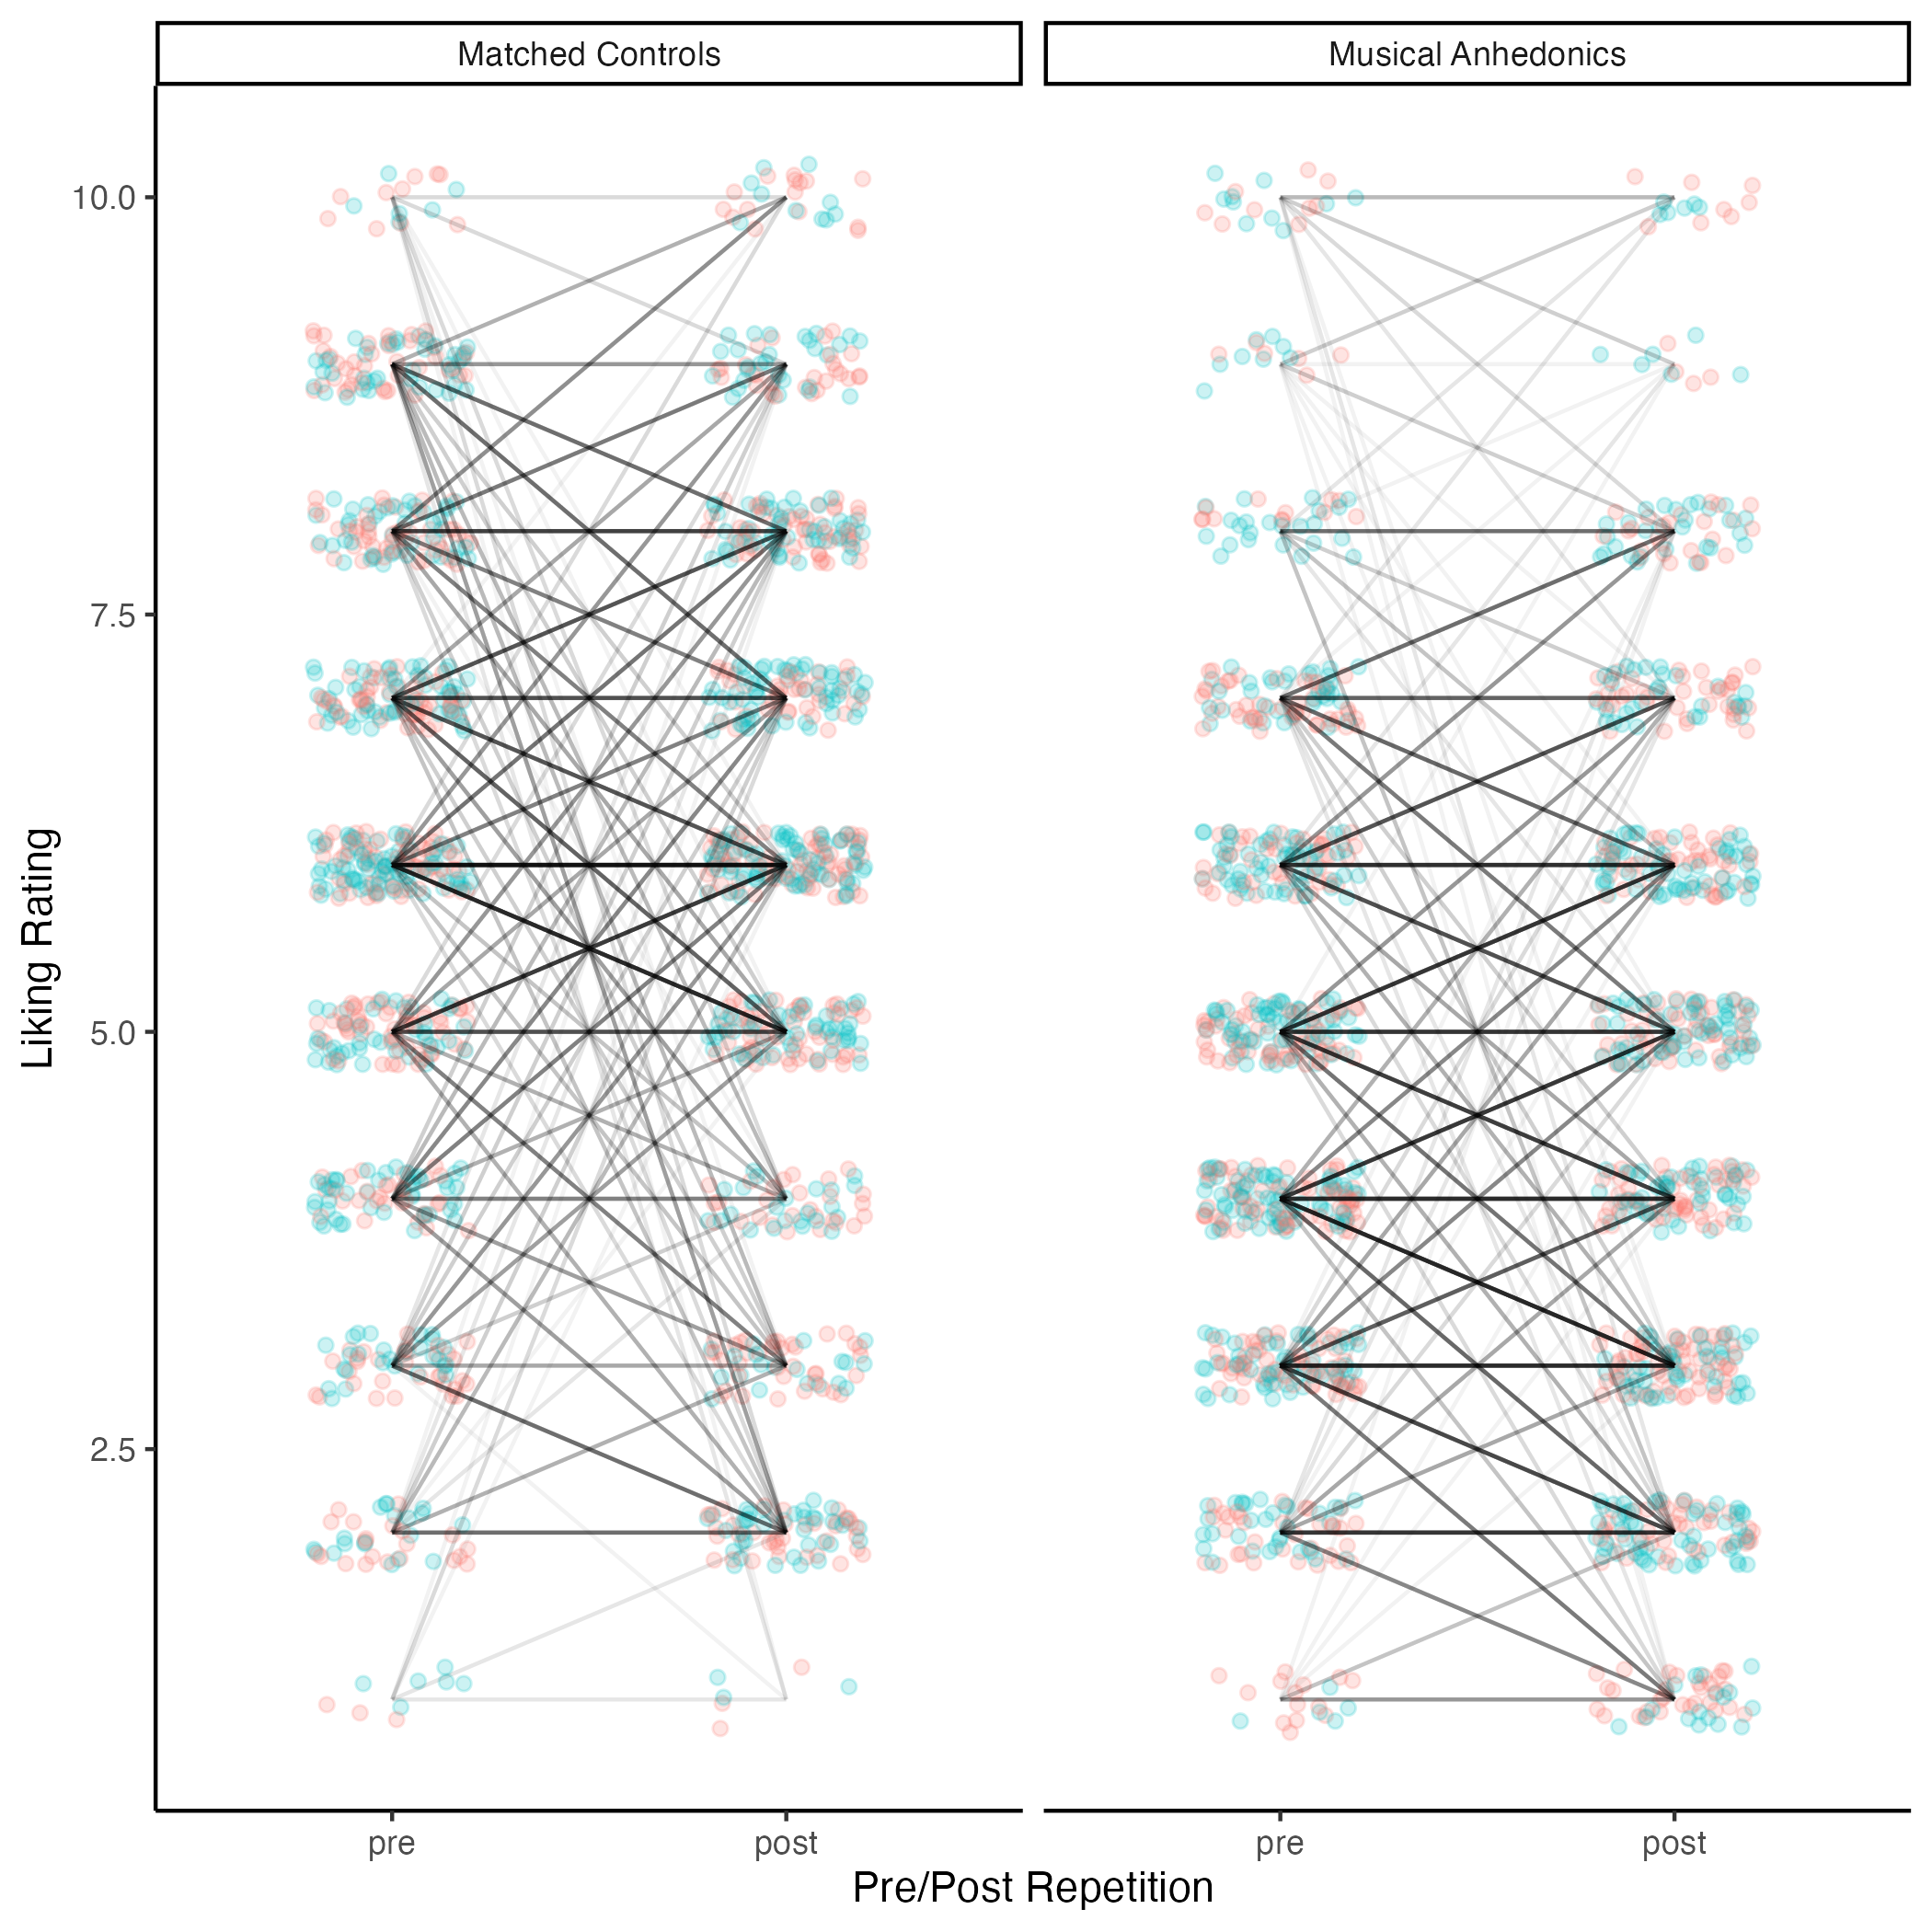 Matched Controls
Musical Anhedonics
10.0
7.5
5.0
2.5
Liking Rating
pre
post
pre
post
Pre/Post Repetition